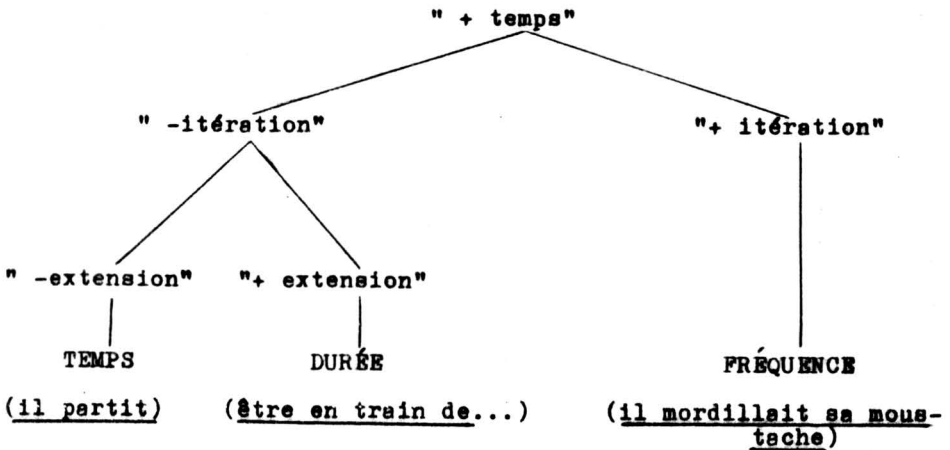 " + temps"
" -itération" "+ itération"
" -extension" "+ extension"
TEMPS DURÉE FRÉQUENCE
(il partit) (être en train de...) (il mordillait sa mous-
tache)